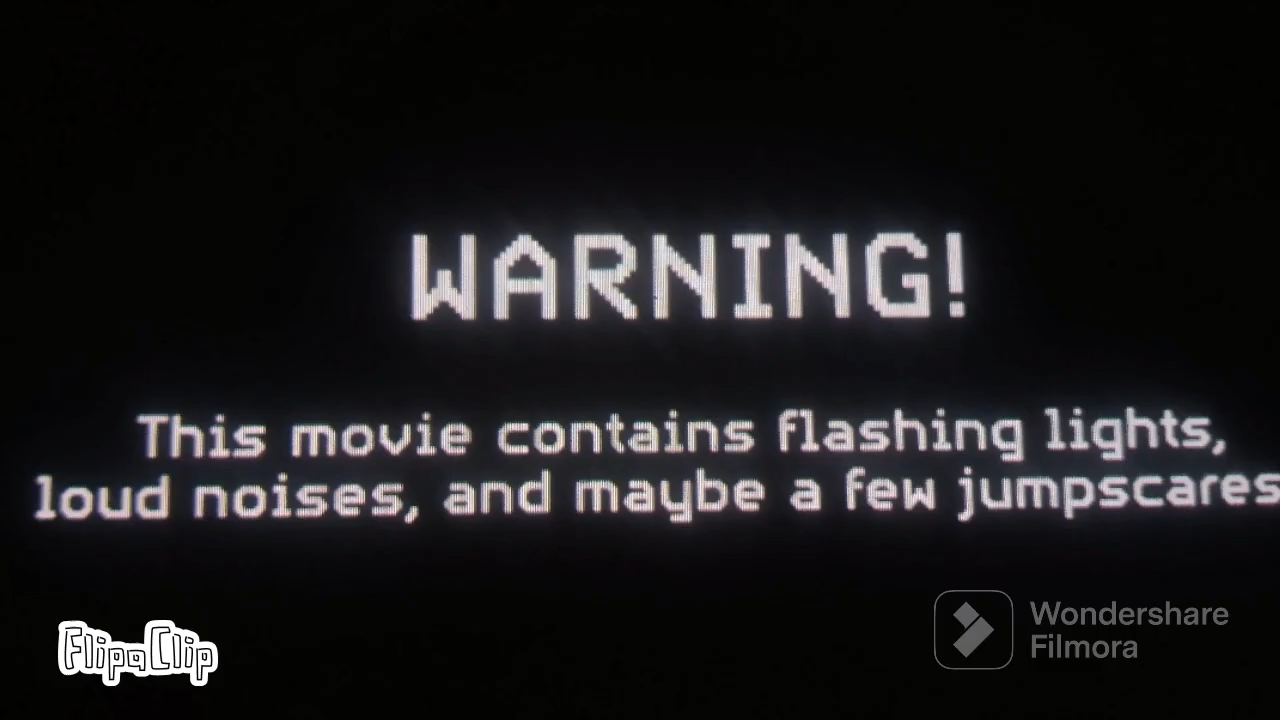 WARNING!
This movie contains flashing lights,
loud noises, and maybe a few jumpscares
FlipaClip
Wondershare
Filmora